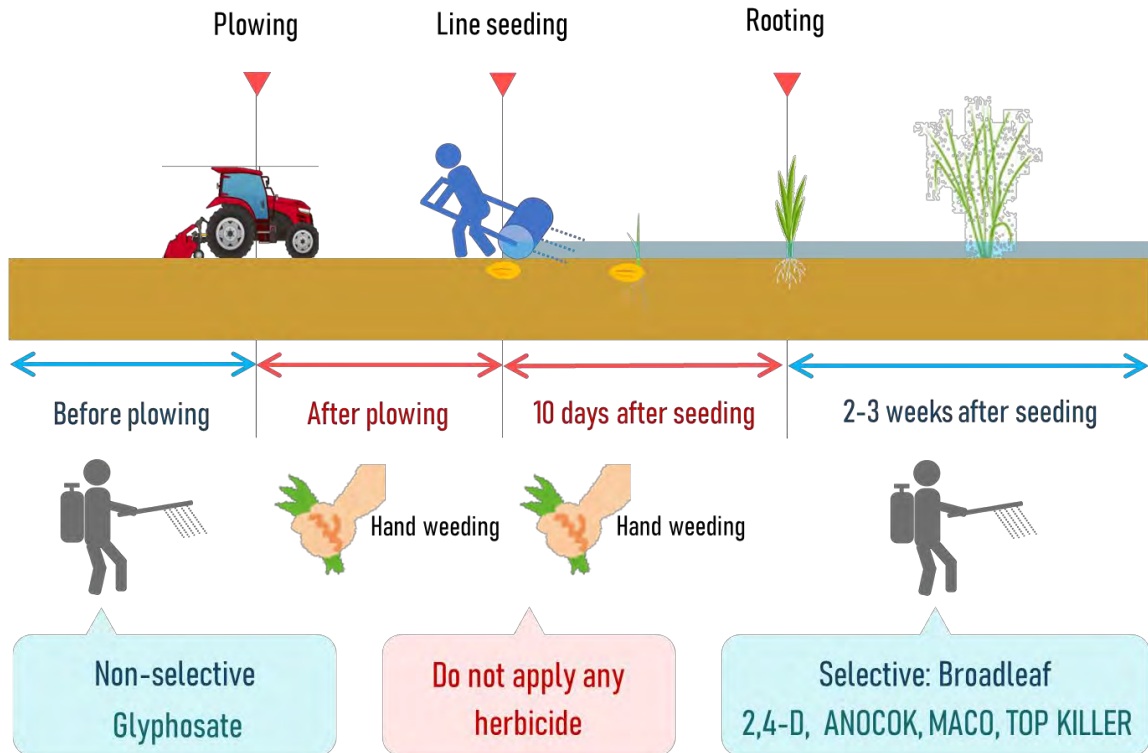 Plowing
Line seeding
Rooting
Before plowing
After plowing
10 days after seeding
2-3 weeks after seeding
Hand weeding
Hand weeding
Non-selective
Glyphosate
Do not apply any
herbicide
Selective: Broadleaf
2,4-D, ANOCOK, MACO, TOP KILLER